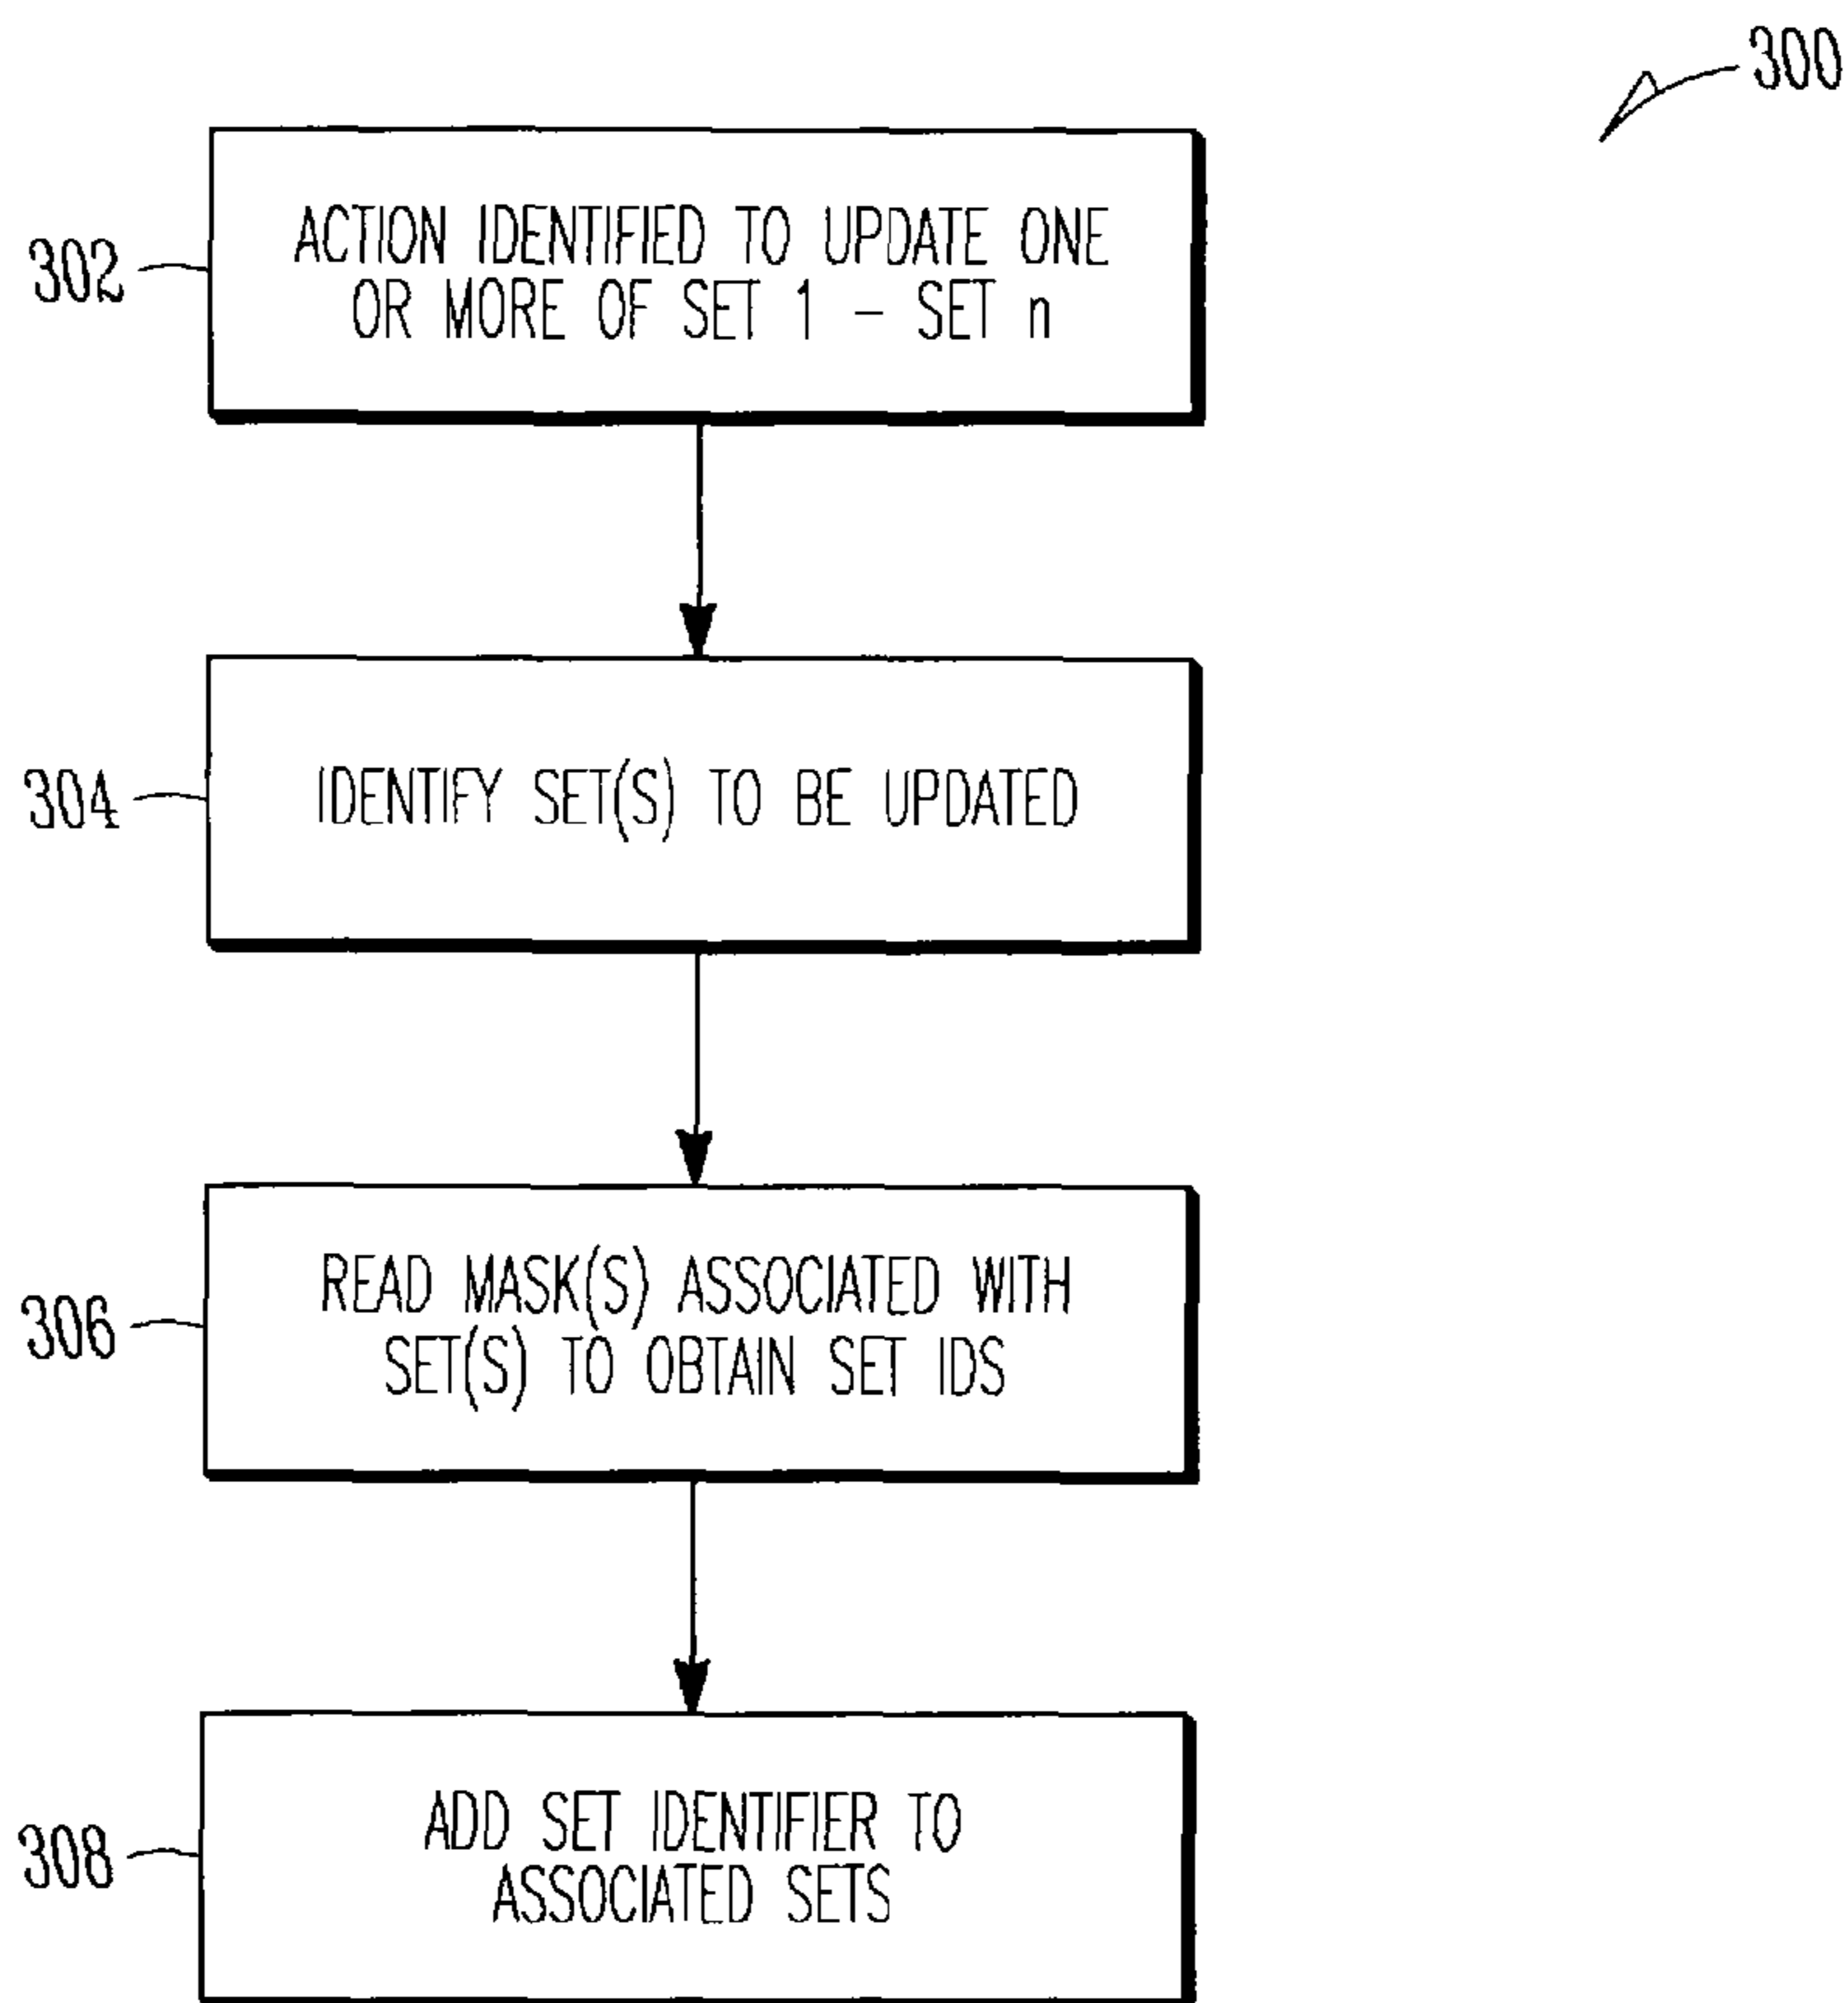 300
302
ACTION IDENTIFIED TO UPDATE ONE
OR MORE OF SET 1 – SET n
304
IDENTIFY SET(S) TO BE UPDATED
306
READ MASK(S) ASSOCIATED WITH
SET(S) TO OBTAIN SET IDS
308
ADD SET IDENTIFIER TO
ASSOCIATED SETS